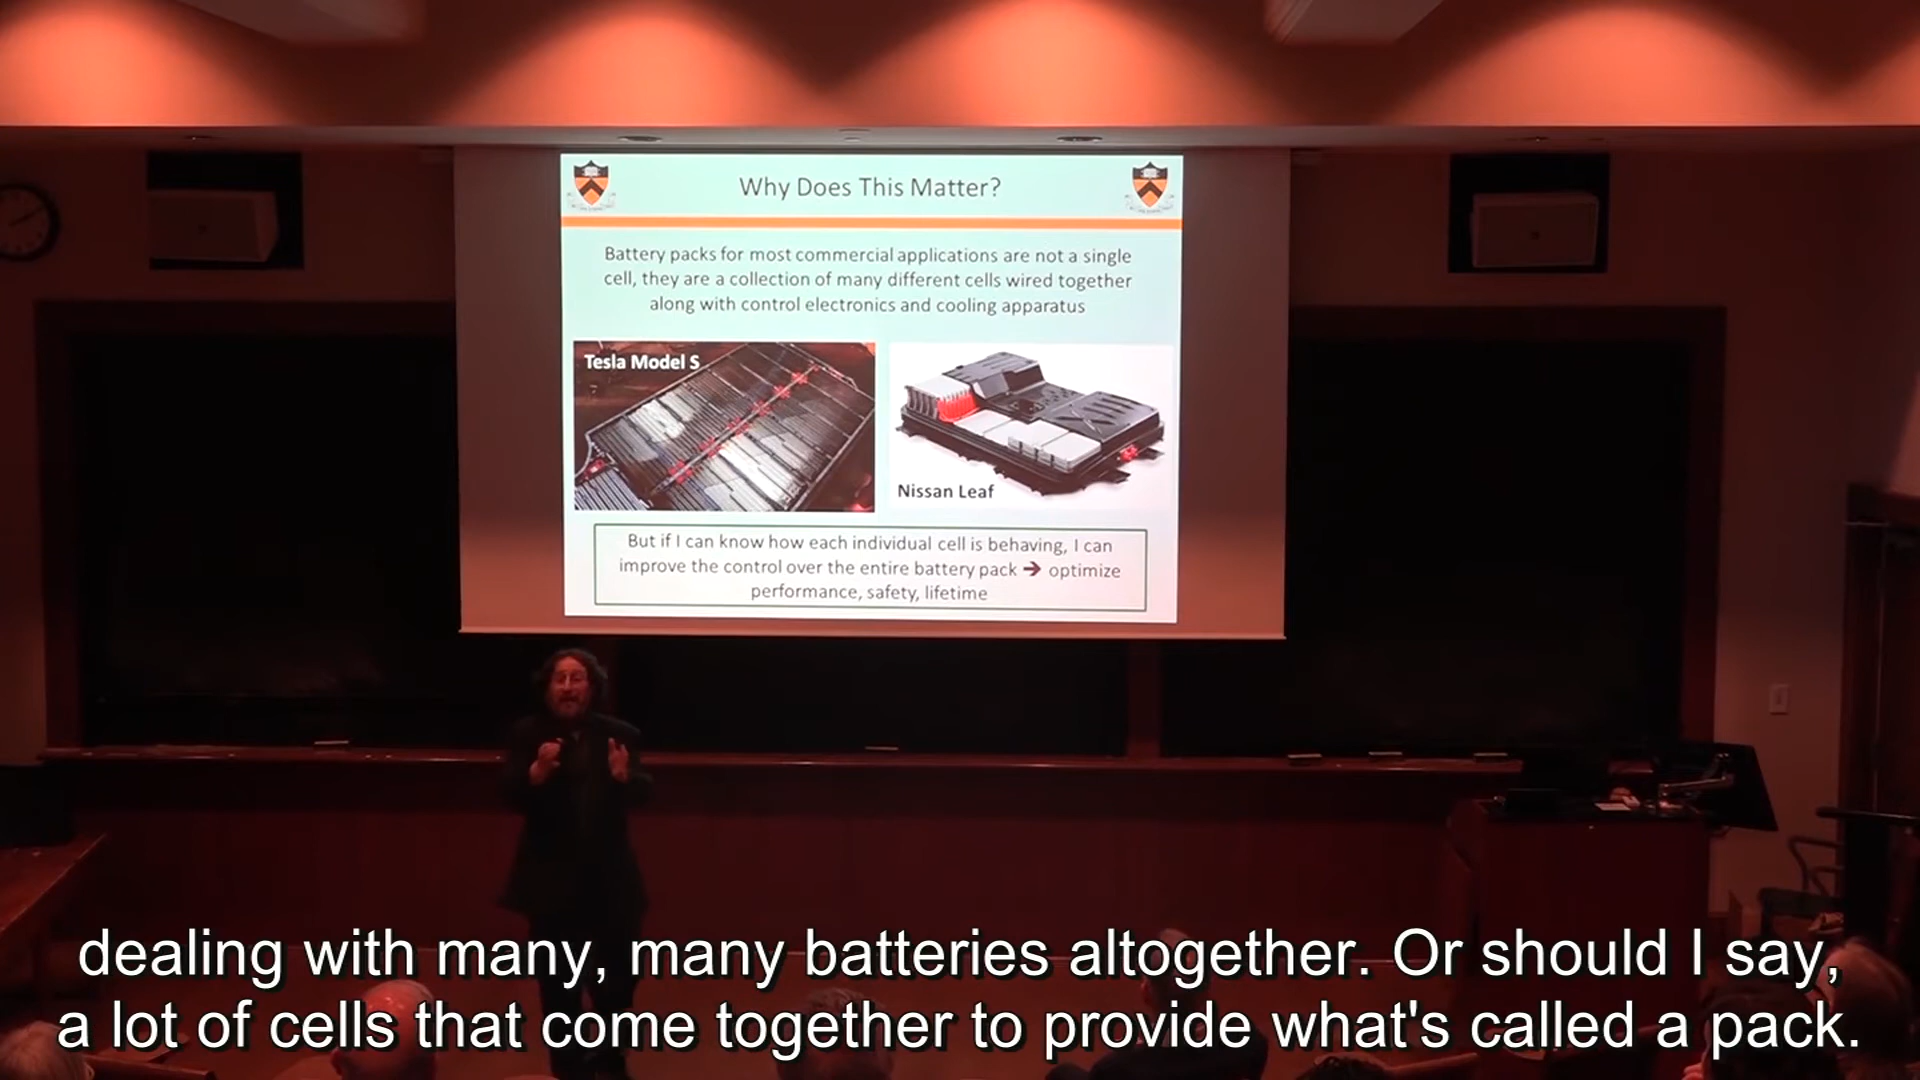 Why Does This Matter?
Battery packs for most commercial applications are not a single
cell, they are a collection of many different cells wired together
along with control electronics and cooling apparatus
Tesla Model S
Nissan Leaf
But if I can know how each individual cell is behaving, I can
improve the control over the entire battery pack ➔ optimize
performance, safety, lifetime
dealing with many, many batteries altogether. Or should I say,
a lot of cells that come together to provide what's called a pack.